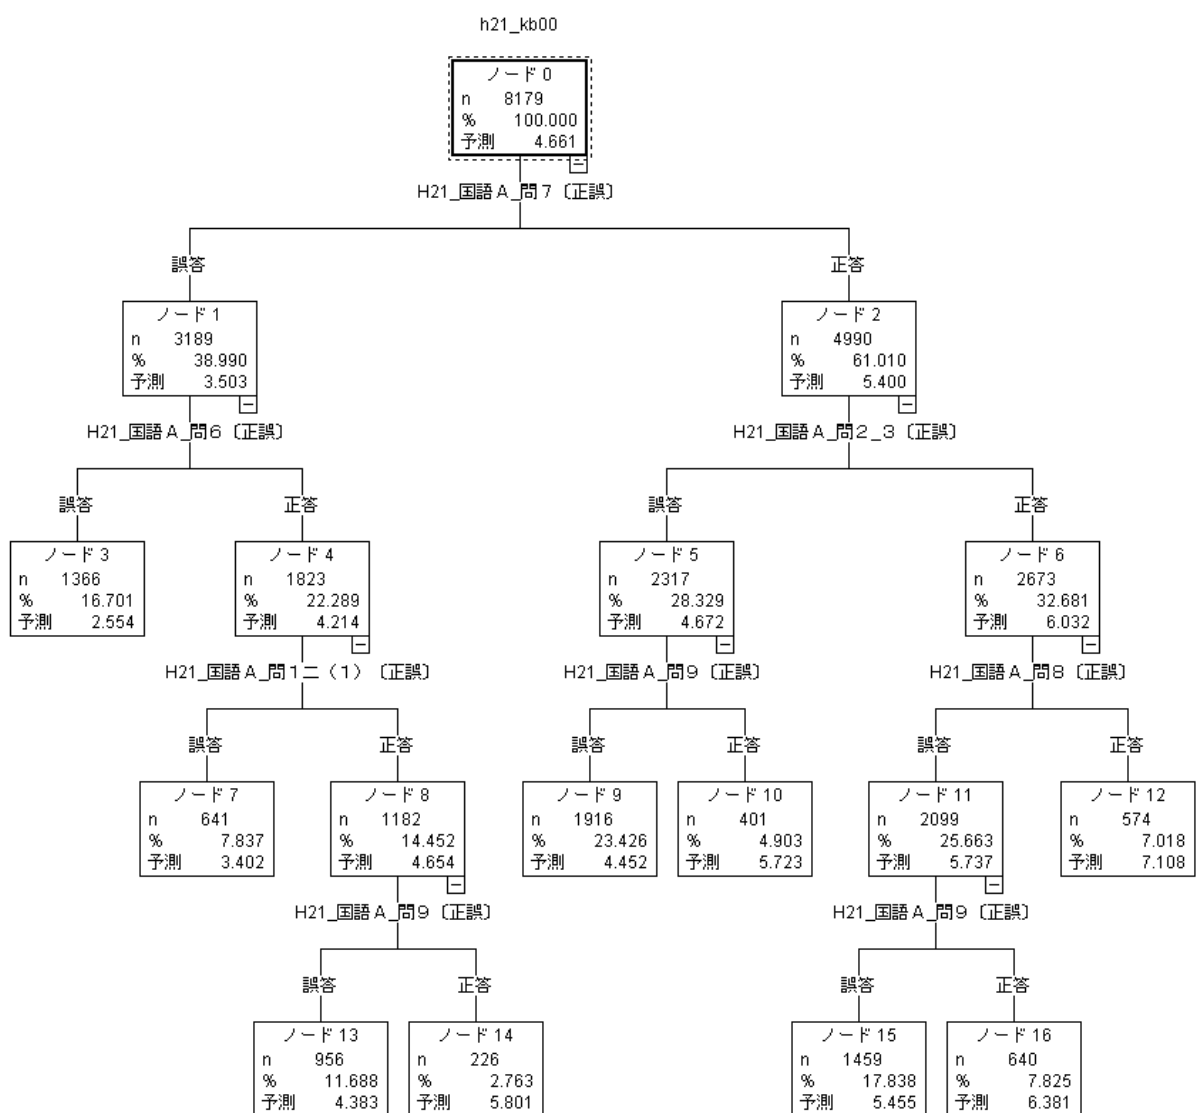 h21_kb00
ノード 0
n 8179
% 100.000
予測 4.661
H21_国語Ａ_問７〔正誤〕
誤答
正答
ノード 1
n 3189
% 38.990
予測 3.503
ノード 2
n 4990
% 61.010
予測 5.400
H21_国語Ａ_問６〔正誤〕
H21_国語Ａ_問２_３〔正誤〕
誤答
正答
誤答
正答
ノード 3
n 1366
% 16.701
予測 2.554
ノード 4
n 1823
% 22.289
予測 4.214
ノード 5
n 2317
% 28.329
予測 4.672
ノード 6
n 2673
% 32.681
予測 6.032
H21_国語Ａ_問１二（１）〔正誤〕
H21_国語Ａ_問９〔正誤〕
H21_国語Ａ_問８〔正誤〕
誤答
正答
誤答
正答
誤答
正答
ノード 7
n 641
% 7.837
予測 3.402
ノード 8
n 1182
% 14.452
予測 4.654
ノード 9
n 1916
% 23.426
予測 4.452
ノード 10
n 401
% 4.903
予測 5.723
ノード 11
n 2099
% 25.663
予測 5.737
ノード 12
n 574
% 7.018
予測 7.108
H21_国語Ａ_問９〔正誤〕
H21_国語Ａ_問９〔正誤〕
誤答
正答
誤答
正答
ノード 13
n 956
% 11.688
予測 4.383
ノード 14
n 226
% 2.763
予測 5.801
ノード 15
n 1459
% 17.838
予測 5.455
ノード 16
n 640
% 7.825
予測 6.381